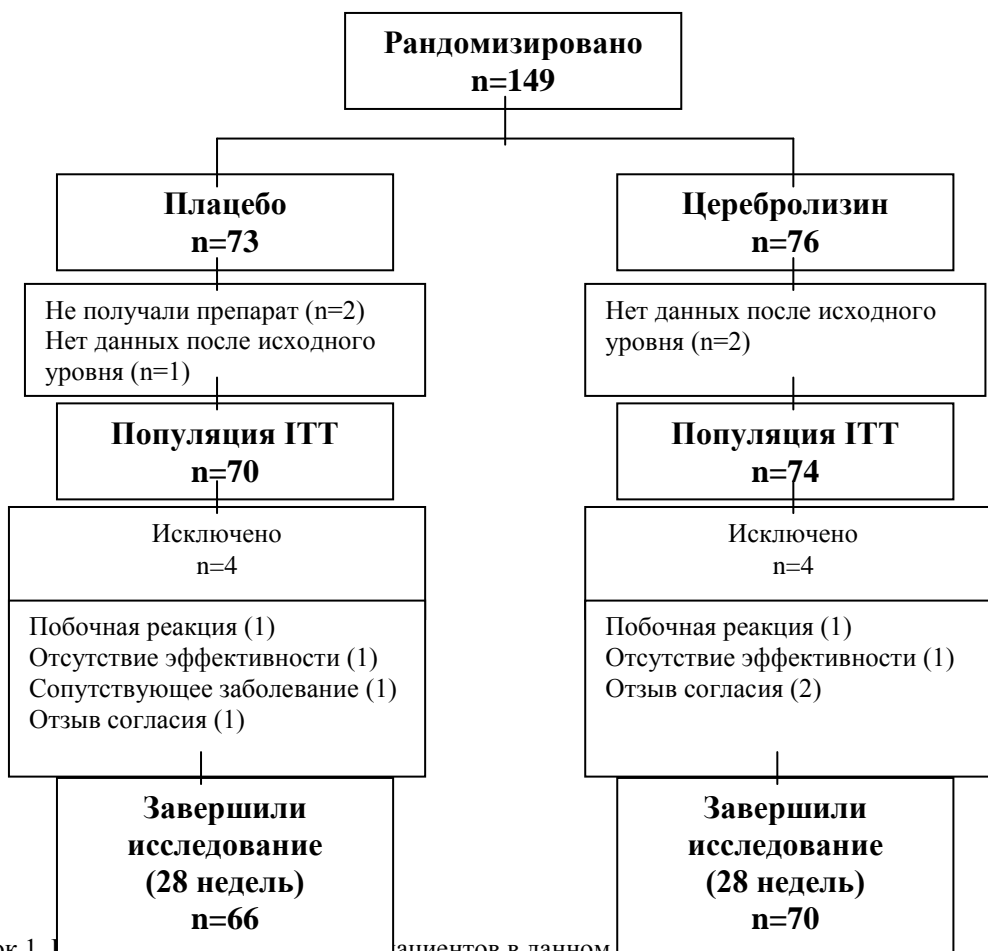 Рандомизировано
n=149
Плацебо
n=73
Церебролизин
n=76
Не получали препарат (n=2)
Нет данных после исходного
уровня (n=1)
Нет данных после исходного
уровня (n=2)
Популяция ITT
n=70
Популяция ITT
n=74
Исключено
n=4
Исключено
n=4
Побочная реакция (1)
Отсутствие эффективности (1)
Сопутствующее заболевание (1)
Отзыв согласия (1)
Побочная реакция (1)
Отсутствие эффективности (1)
Отзыв согласия (2)
Завершили
исследование
(28 недель)
n=66
Завершили
исследование
(28 недель)
n=70
в данном